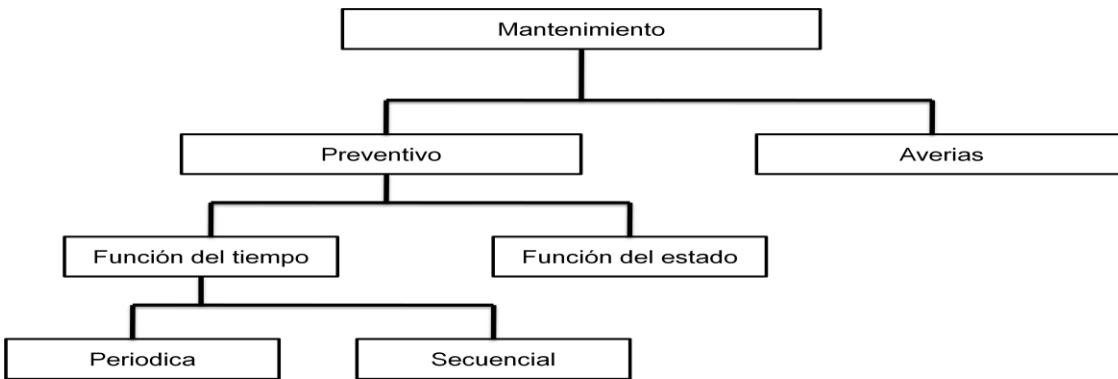 Mantenimiento
Preventivo
Averias
Función del tiempo
Función del estado
Periodica
Secuencial